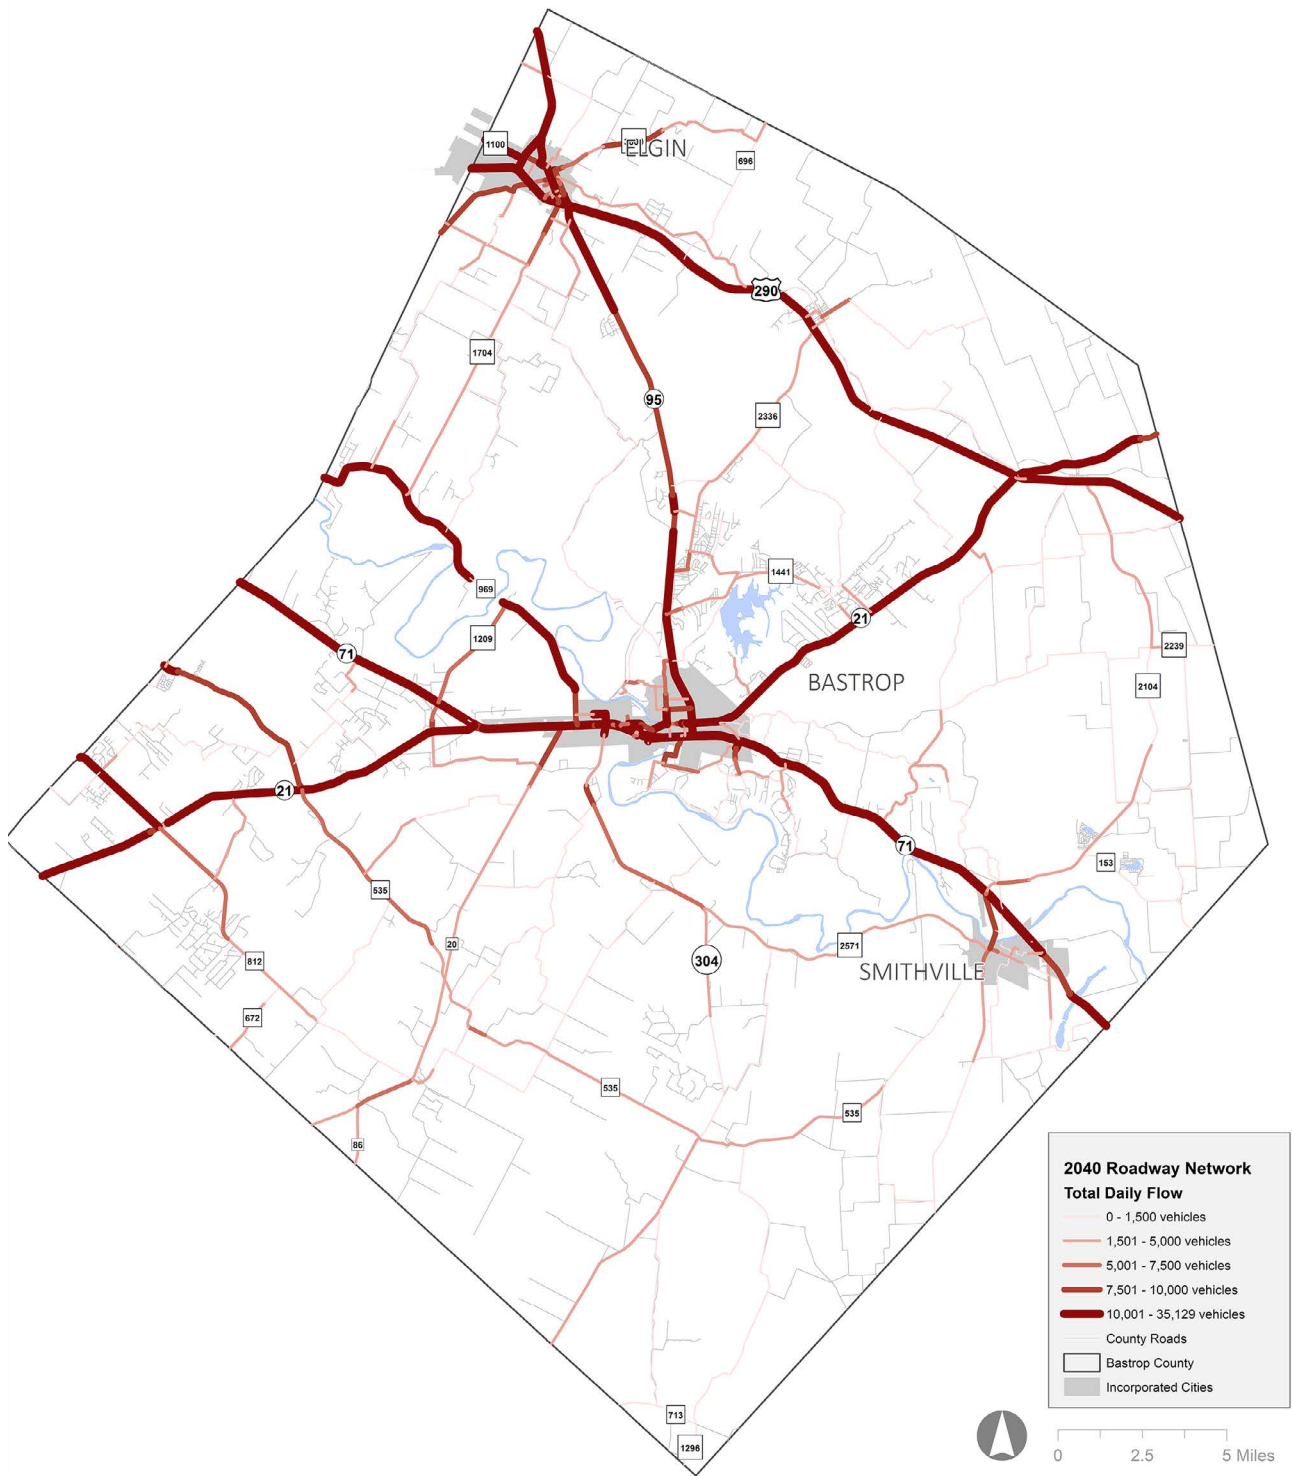 1100
ELGIN
696
290
1704
95
2336
1441
969
21
1209
71
2239
BASTROP
2104
21
71
153
535
20
2571
812
304
SMITHVILLE
672
535
535
86
2040 Roadway Network
Total Daily Flow
0 - 1,500 vehicles
1,501 - 5,000 vehicles
5,001 - 7,500 vehicles
7,501 - 10,000 vehicles
10,001 - 35,129 vehicles
County Roads
Bastrop County
Incorporated Cities
713
1296
0 2.5 5 Miles